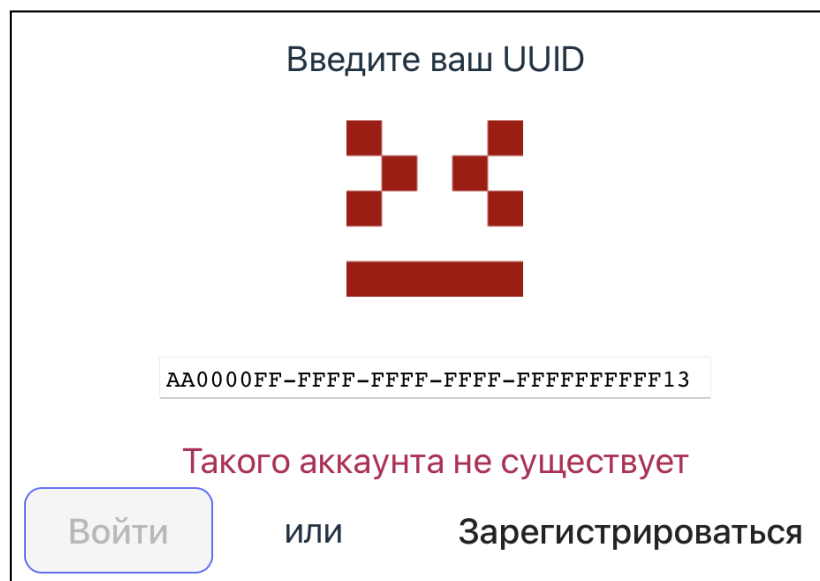 Введите ваш UUID
AA0000FF-FFFF-FFFF-FFFF-FFFFFFFFFF13
Такого аккаунта не существует
Войти или Зарегистрироваться